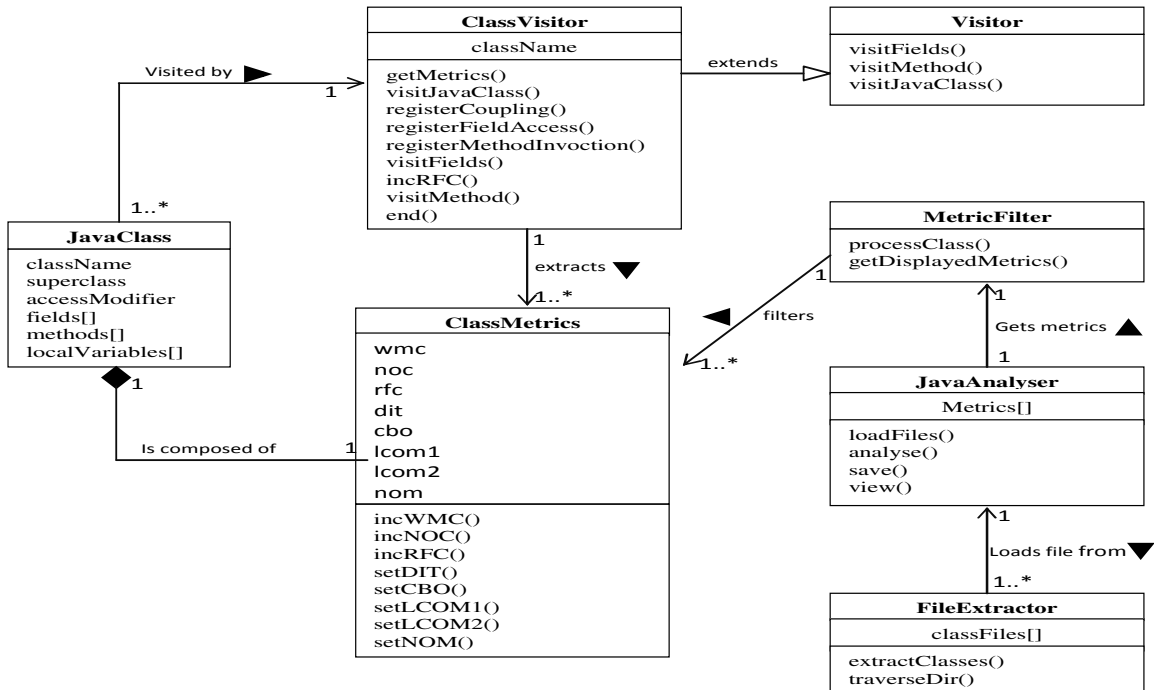 ClassVisitor
className
getMetrics()
visitJavaClass()
registerCoupling()
registerFieldAccess()
registerMethodInvoction()
visitFields()
incRFC()
visitMethod()
end()
extends
Visitor
visitFields()
visitMethod()
visitJavaClass()
Visited by
1
1..*
JavaClass
className
superclass
accessModifier
fields[]
methods[]
localVariables[]
1
Is composed of
1
1
extracts
1..*
ClassMetrics
wmc
noc
rfc
dit
cbo
lcom1
lcom2
nom
incWMC()
incNOC()
incRFC()
setDIT()
setCBO()
setLCOM1()
setLCOM2()
setNOM()
MetricFilter
processClass()
getDisplayedMetrics()
1
filters
1..*
1
Gets metrics
1
JavaAnalyser
Metrics[]
loadFiles()
analyse()
save()
view()
1
Loads file from
1..*
FileExtractor
classFiles[]
extractClasses()
traverseDir()